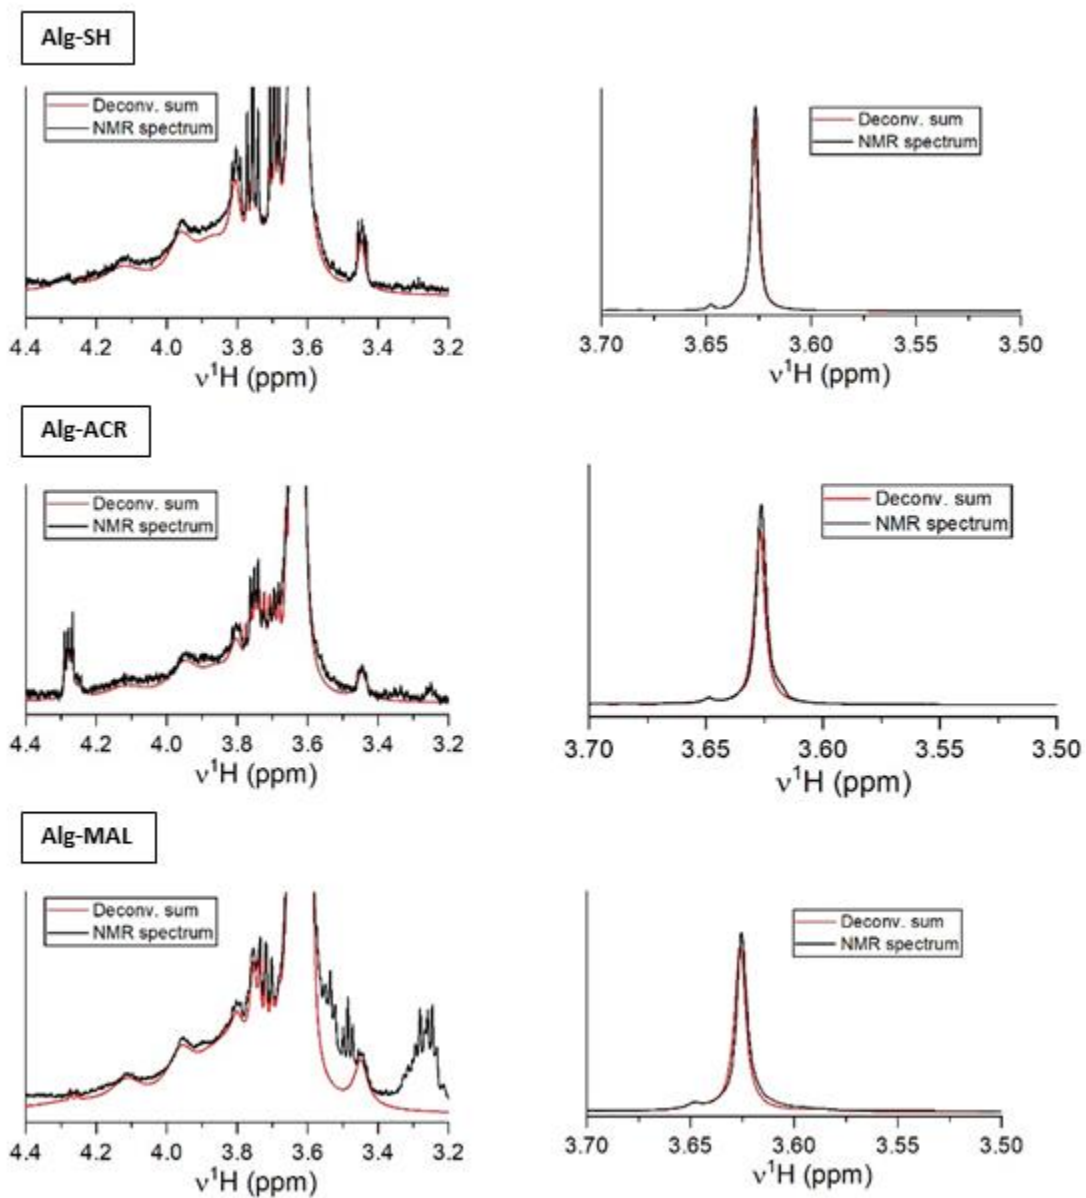 Alg-SH
Deconv. sum
NMR spectrum
4.4 4.2 4.0 3.8 3.6 3.4 3.2
ν¹H (ppm)
Deconv. sum
NMR spectrum
3.70 3.65 3.60 3.55 3.50
ν¹H (ppm)
Alg-ACR
Deconv. sum
NMR spectrum
4.4 4.2 4.0 3.8 3.6 3.4 3.2
ν¹H (ppm)
Deconv. sum
NMR spectrum
3.70 3.65 3.60 3.55 3.50
ν¹H (ppm)
Alg-MAL
Deconv. sum
NMR spectrum
4.4 4.2 4.0 3.8 3.6 3.4 3.2
ν¹H (ppm)
Deconv. sum
NMR spectrum
3.70 3.65 3.60 3.55 3.50
ν¹H (ppm)